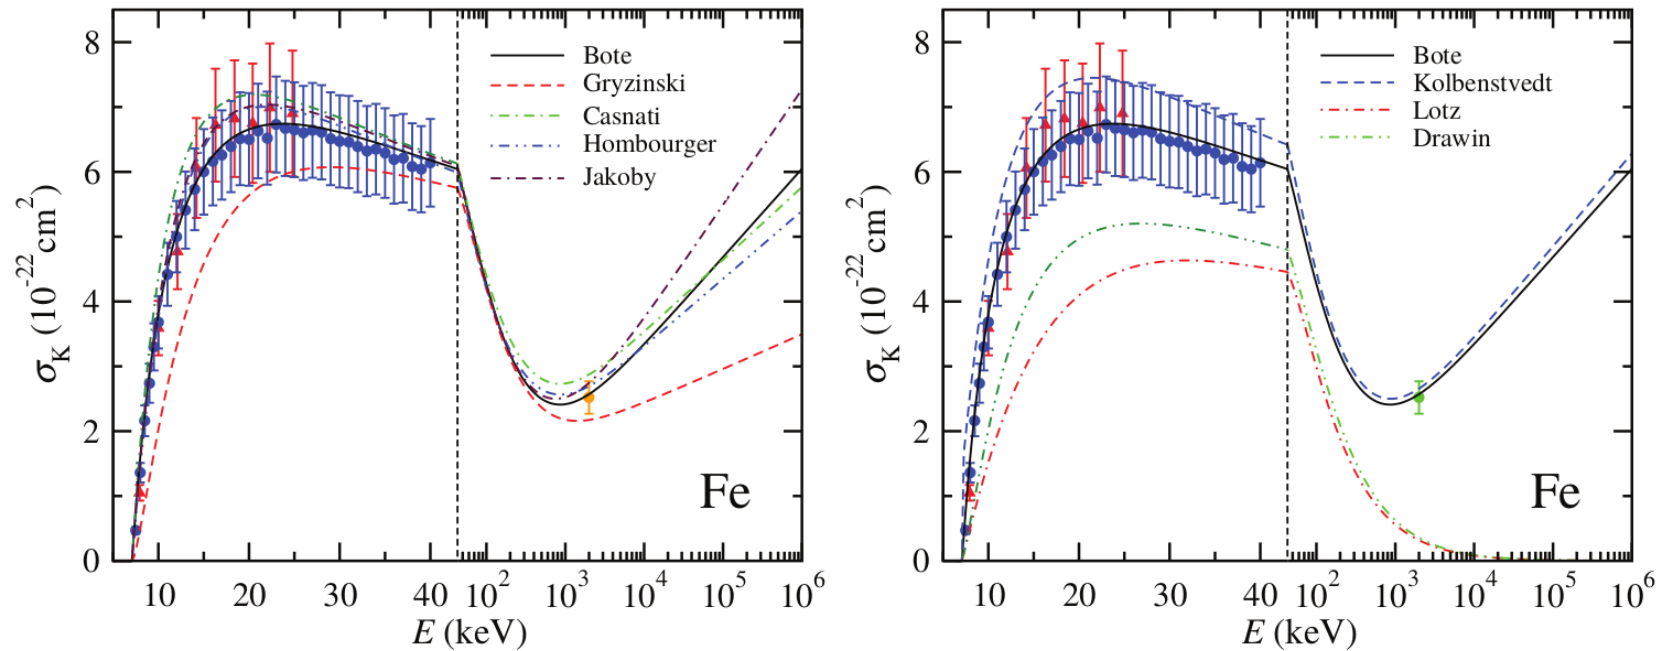 8
6
4
2
0
σ_K (10^-22 cm^2)
Bote
Gryzinski
Casnati
Hombourger
Jakoby
Fe
10 20 30 40 10^2 10^3 10^4 10^5 10^6
E (keV)
8
6
4
2
0
σ_K (10^-22 cm^2)
Bote
Kolbenstvedt
Lotz
Drawin
Fe
10 20 30 40 10^2 10^3 10^4 10^5 10^6
E (keV)